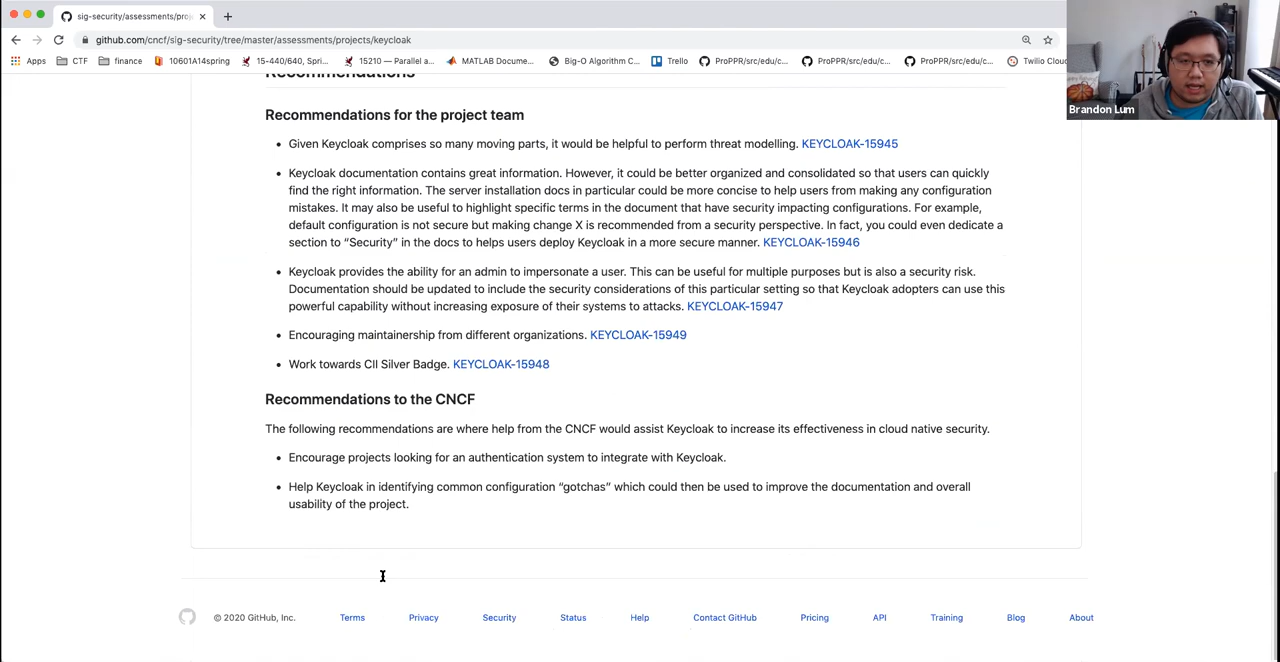 sig-security/assessments/proj
github.com/cncf/sig-security/tree/master/assessments/projects/keycloak
Apps
CTF
finance
10601A14spring
15-440/640, Spri...
15210 — Parallel a...
MATLAB Docume...
Big-O Algorithm C...
Trello
ProPPR/src/edu/c...
ProPPR/src/edu/c...
ProPPR/src/edu/c...
Twilio Cloud
Brandon Lum
Recommendations
Recommendations for the project team
• Given Keycloak comprises so many moving parts, it would be helpful to perform threat modelling. KEYCLOAK-15945
• Keycloak documentation contains great information. However, it could be better organized and consolidated so that users can quickly
find the right information. The server installation docs in particular could be more concise to help users from making any configuration
mistakes. It may also be useful to highlight specific terms in the document that have security impacting configurations. For example,
default configuration is not secure but making change X is recommended from a security perspective. In fact, you could even dedicate a
section to “Security” in the docs to helps users deploy Keycloak in a more secure manner. KEYCLOAK-15946
• Keycloak provides the ability for an admin to impersonate a user. This can be useful for multiple purposes but is also a security risk.
Documentation should be updated to include the security considerations of this particular setting so that Keycloak adopters can use this
powerful capability without increasing exposure of their systems to attacks. KEYCLOAK-15947
• Encouraging maintainership from different organizations. KEYCLOAK-15949
• Work towards CII Silver Badge. KEYCLOAK-15948
Recommendations to the CNCF
The following recommendations are where help from the CNCF would assist Keycloak to increase its effectiveness in cloud native security.
• Encourage projects looking for an authentication system to integrate with Keycloak.
• Help Keycloak in identifying common configuration “gotchas” which could then be used to improve the documentation and overall
usability of the project.
© 2020 GitHub, Inc.
Terms
Privacy
Security
Status
Help
Contact GitHub
Pricing
API
Training
Blog
About